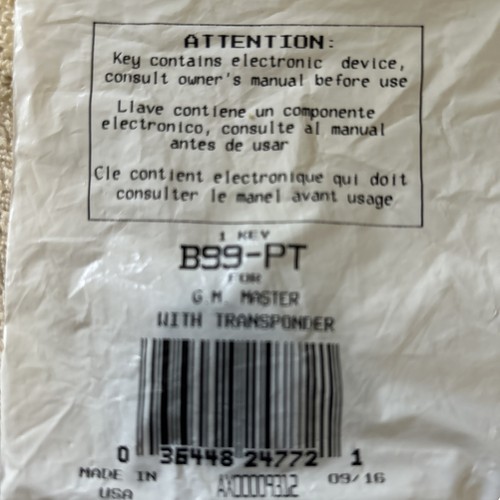 ATTENTION:
Key contains electronic device,
consult owner's manual before use
Llave contiene un componente
electronico, consulte al manual
antes de usar
Cle contient electronique qui doit
consulter le manel avant usage
1 KEY
B99-PT
FOR
G.M. MASTER
WITH TRANSPONDER
0 36448 24772 1
MADE IN
USA
09/16